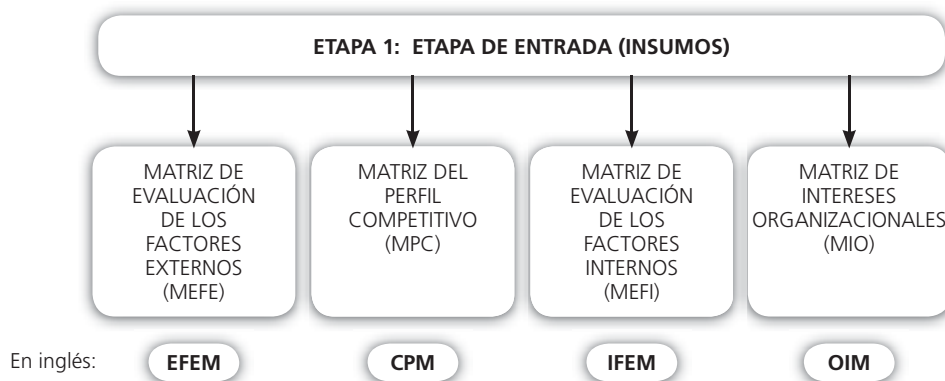 ETAPA 1: ETAPA DE ENTRADA (INSUMOS)
MATRIZ DE
EVALUACIÓN
DE LOS
FACTORES
EXTERNOS
(MEFE)
MATRIZ DEL
PERFIL
COMPETITIVO
(MPC)
MATRIZ DE
EVALUACIÓN
DE LOS
FACTORES
INTERNOS
(MEFI)
MATRIZ DE
INTERESES
ORGANIZACIONALES
(MIO)
En inglés:
EFEM
CPM
IFEM
OIM